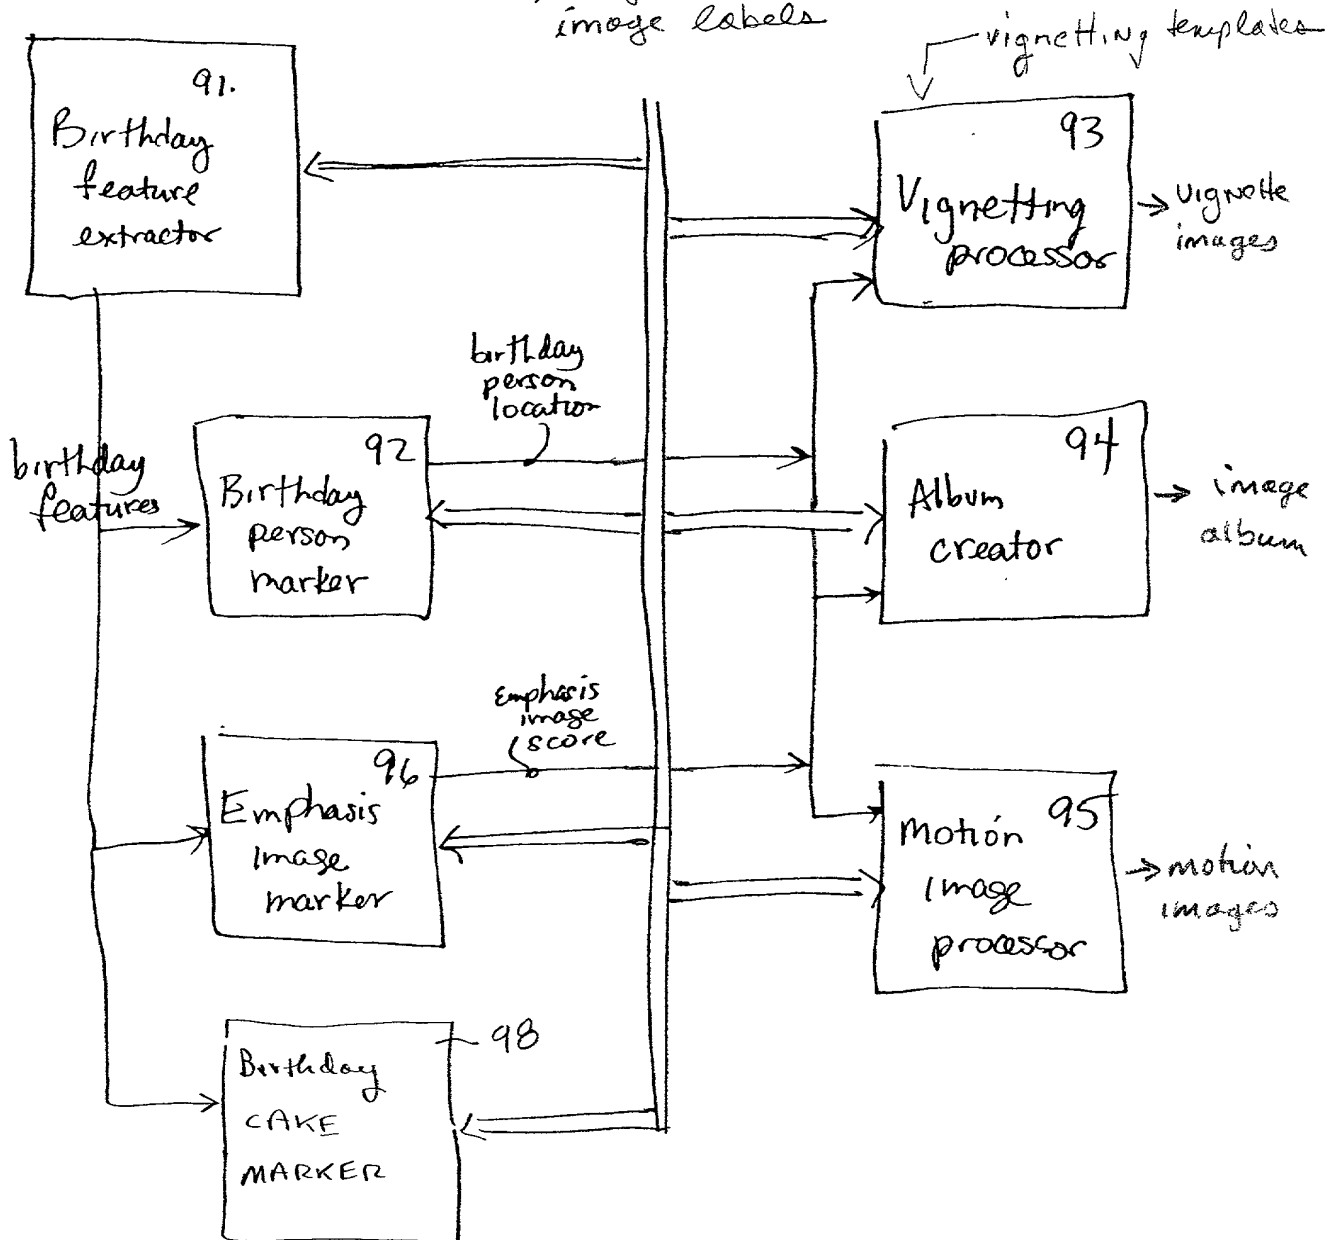 image labels
vignetting templates
91.
Birthday
feature
extractor
93
Vignetting
processor
vignette
images
birthday
person
location
birthday
features
92
Birthday
person
marker
94
Album
creator
image
album
Emphasis
image
score
96
Emphasis
image
marker
95
Motion
image
processor
motion
images
98
Birthday
CAKE
MARKER